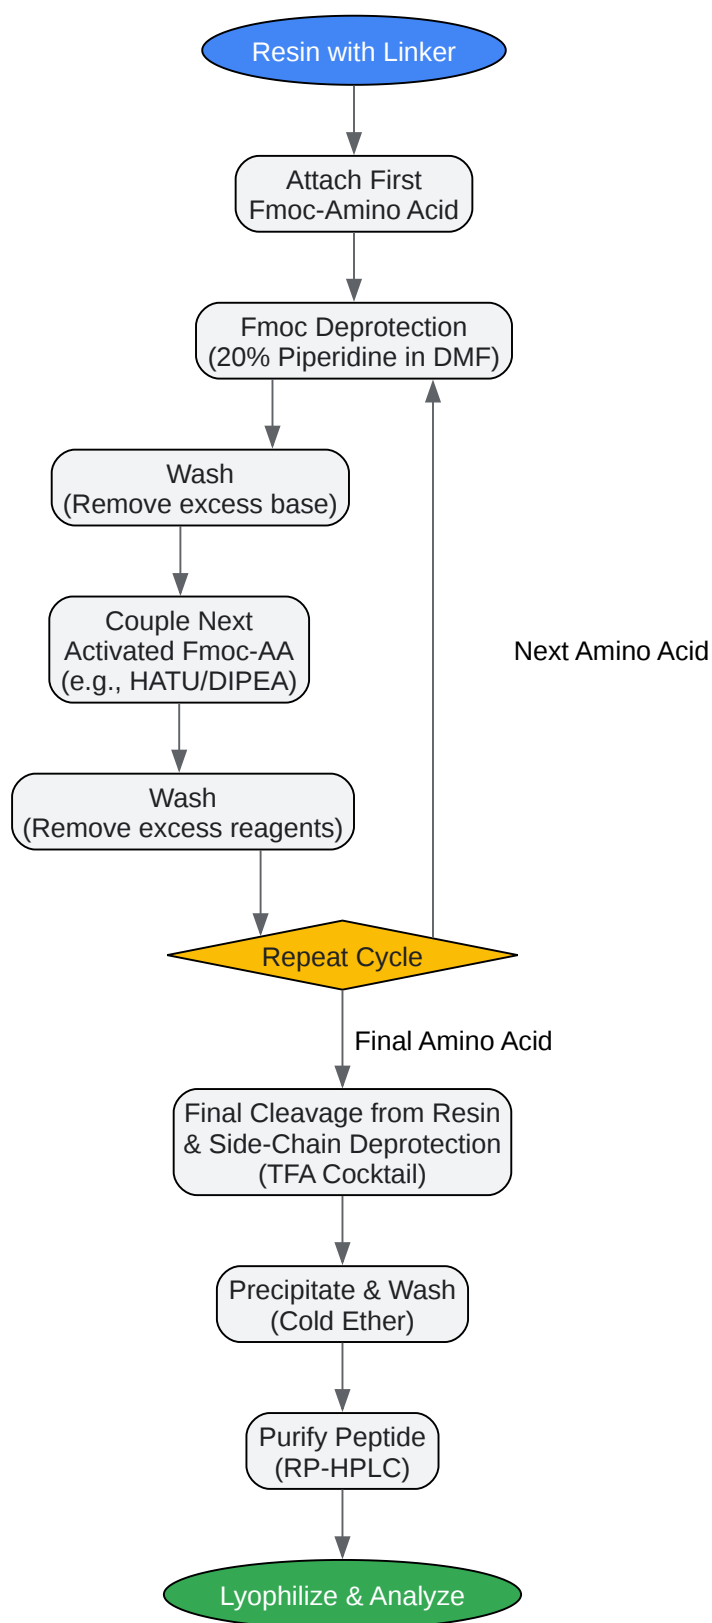 Resin with Linker
Attach First
Fmoc-Amino Acid
Fmoc Deprotection
(20% Piperidine in DMF)
Wash
(Remove excess base)
Couple Next
Activated Fmoc-AA
(e.g., HATU/DIPEA)
Next Amino Acid
Wash
(Remove excess reagents)
Repeat Cycle
Final Amino Acid
Final Cleavage from Resin
& Side-Chain Deprotection
(TFA Cocktail)
Precipitate & Wash
(Cold Ether)
Purify Peptide
(RP-HPLC)
Lyophilize & Analyze